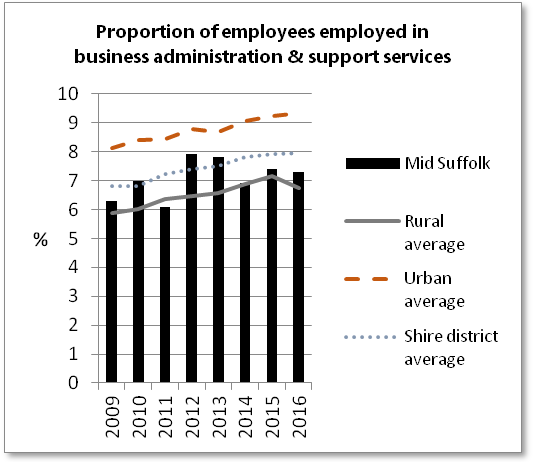 Proportion of employees employed in
business administration & support services
10
9
8
7
6
5
4
3
2
1
0
%
2009
2010
2011
2012
2013
2014
2015
2016
Mid Suffolk
Rural
average
Urban
average
Shire district
average